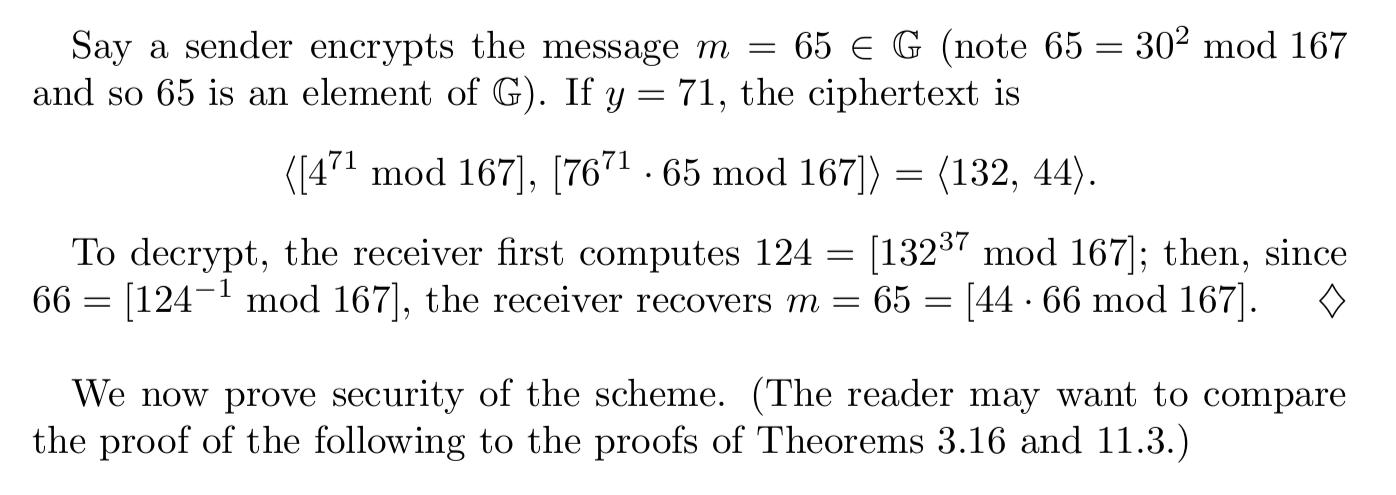 Say a sender encrypts the message m = 65 ∈ 𝔾 (note 65 = 30² mod 167
and so 65 is an element of 𝔾). If y = 71, the ciphertext is
⟨[4⁷¹ mod 167], [76⁷¹ · 65 mod 167]⟩ = ⟨132, 44⟩.
To decrypt, the receiver first computes 124 = [132³⁷ mod 167]; then, since
66 = [124⁻¹ mod 167], the receiver recovers m = 65 = [44 · 66 mod 167]. ♢
We now prove security of the scheme. (The reader may want to compare
the proof of the following to the proofs of Theorems 3.16 and 11.3.)